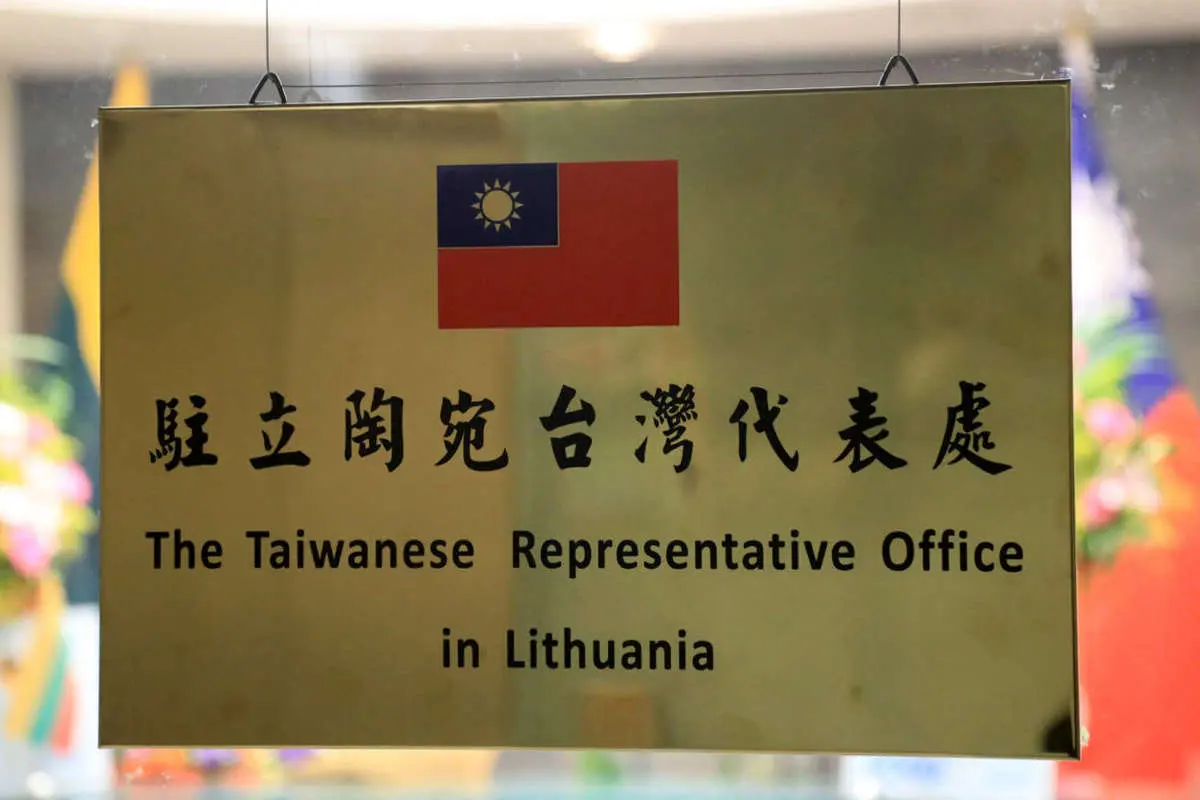 駐立陶宛台灣代表處
The Taiwanese Representative Office
in Lithuania